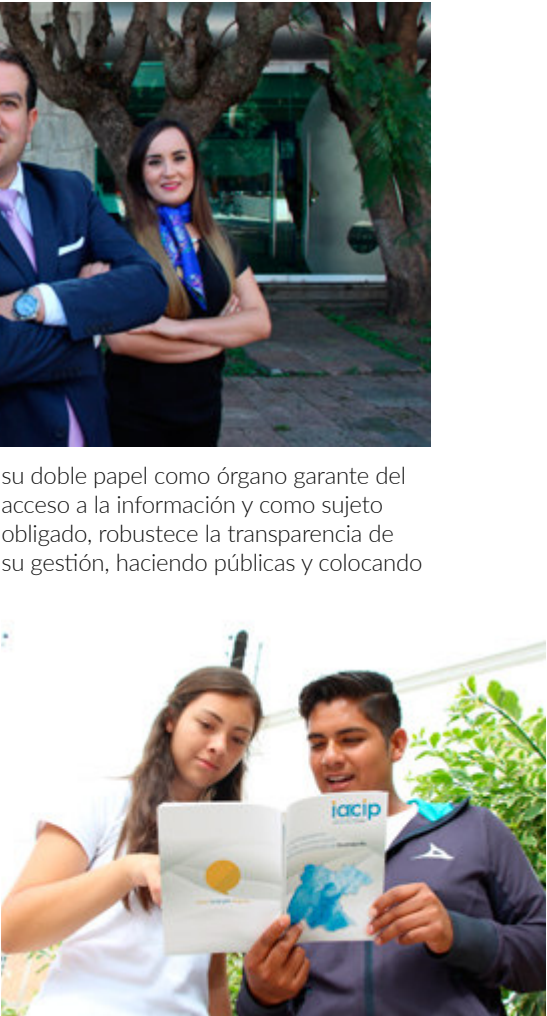 su doble papel como órgano garante del
acceso a la información y como sujeto
obligado, robustece la transparencia de
su gestión, haciendo públicas y colocando
iacip